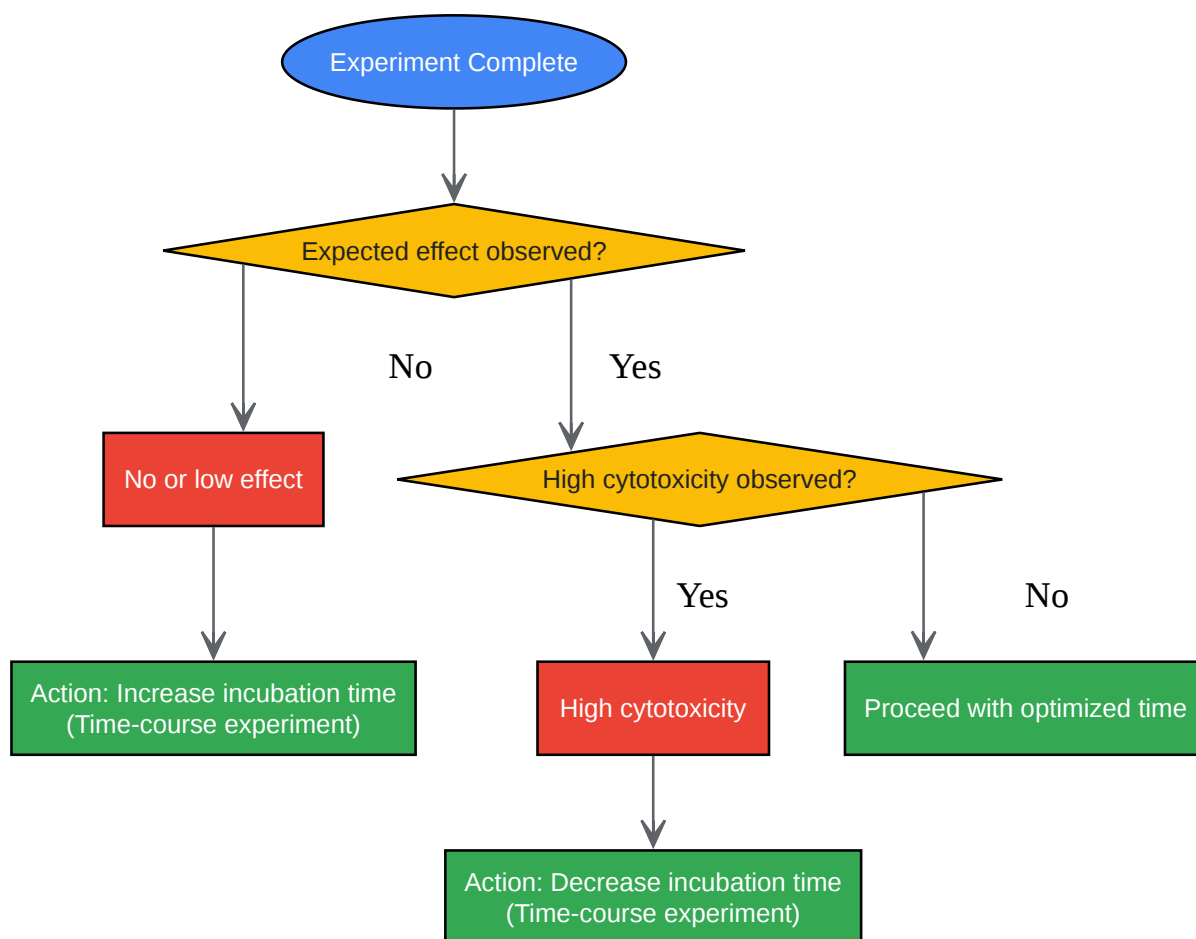 Experiment Complete
Expected effect observed?
No
Yes
No or low effect
High cytotoxicity observed?
Yes
No
Action: Increase incubation time
(Time-course experiment)
High cytotoxicity
Proceed with optimized time
Action: Decrease incubation time
(Time-course experiment)